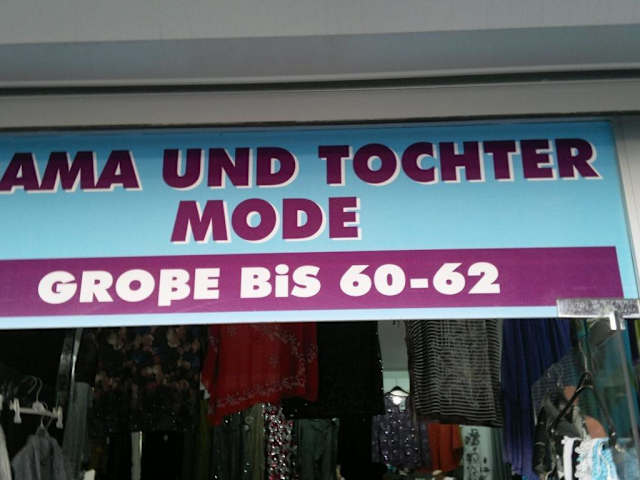 AMA UND TOCHTER
MODE
GROβE BiS 60-62